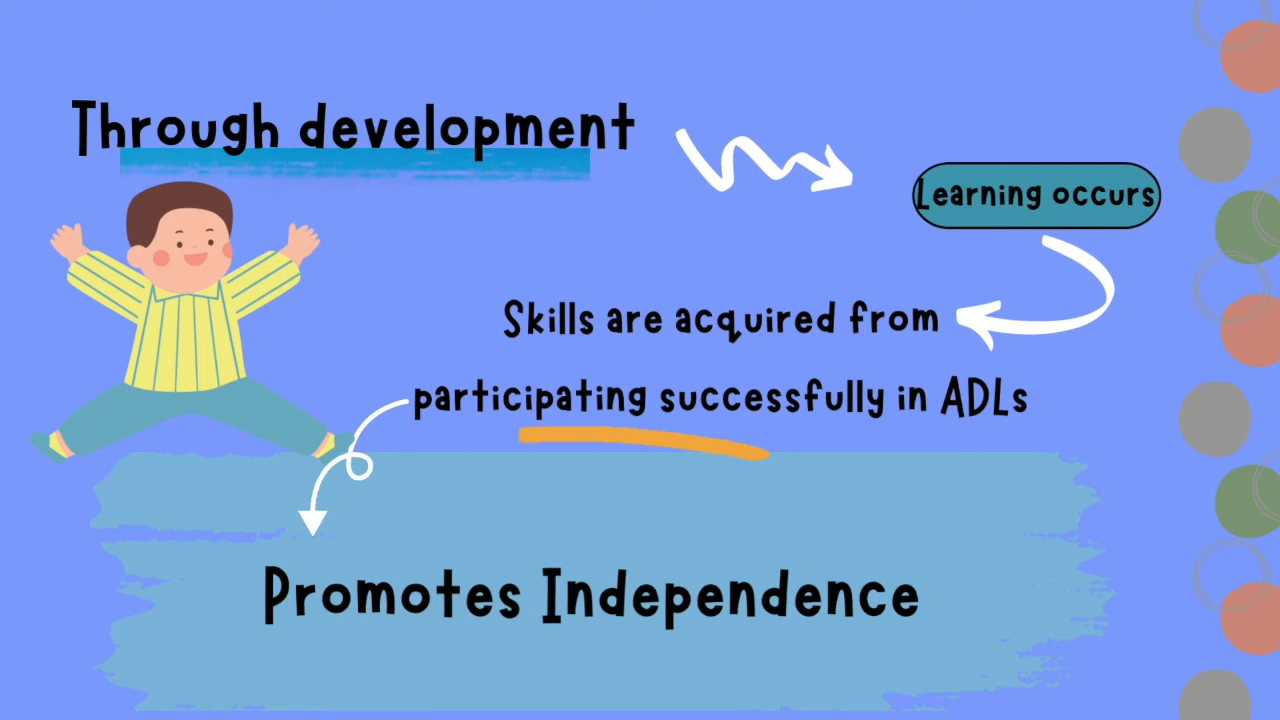 Through development
Learning occurs
Skills are acquired from
participating successfully in ADLs
Promotes Independence